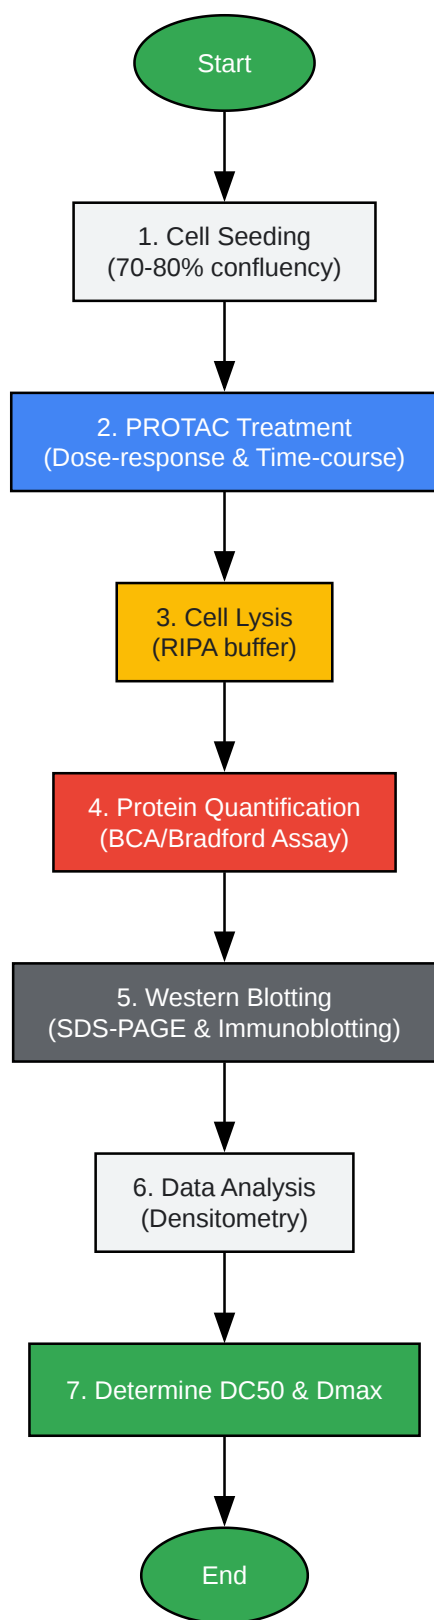 Start
1. Cell Seeding
(70-80% confluency)
2. PROTAC Treatment
(Dose-response & Time-course)
3. Cell Lysis
(RIPA buffer)
4. Protein Quantification
(BCA/Bradford Assay)
5. Western Blotting
(SDS-PAGE & Immunoblotting)
6. Data Analysis
(Densitometry)
7. Determine DC50 & Dmax
End